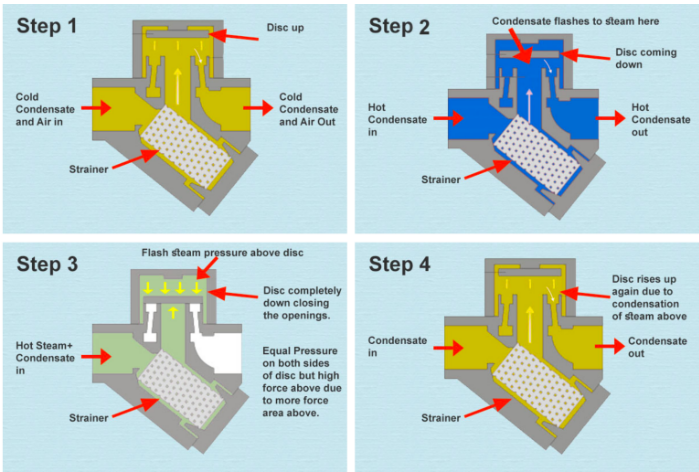 Step 1
Disc up
Cold
Condensate
and Air in
Cold
Condensate
and Air Out
Strainer
Step 2
Condensate flashes to steam here
Disc coming
down
Hot
Condensate
in
Hot
Condensate
out
Strainer
Step 3
Flash steam pressure above disc
Disc completely
down closing
the openings.
Hot Steam+
Condensate
in
Equal Pressure
on both sides
of disc but high
force above due
to more force
area above.
Strainer
Step 4
Disc rises up
again due to
condensation
of steam above
Condensate
in
Condensate
out
Strainer